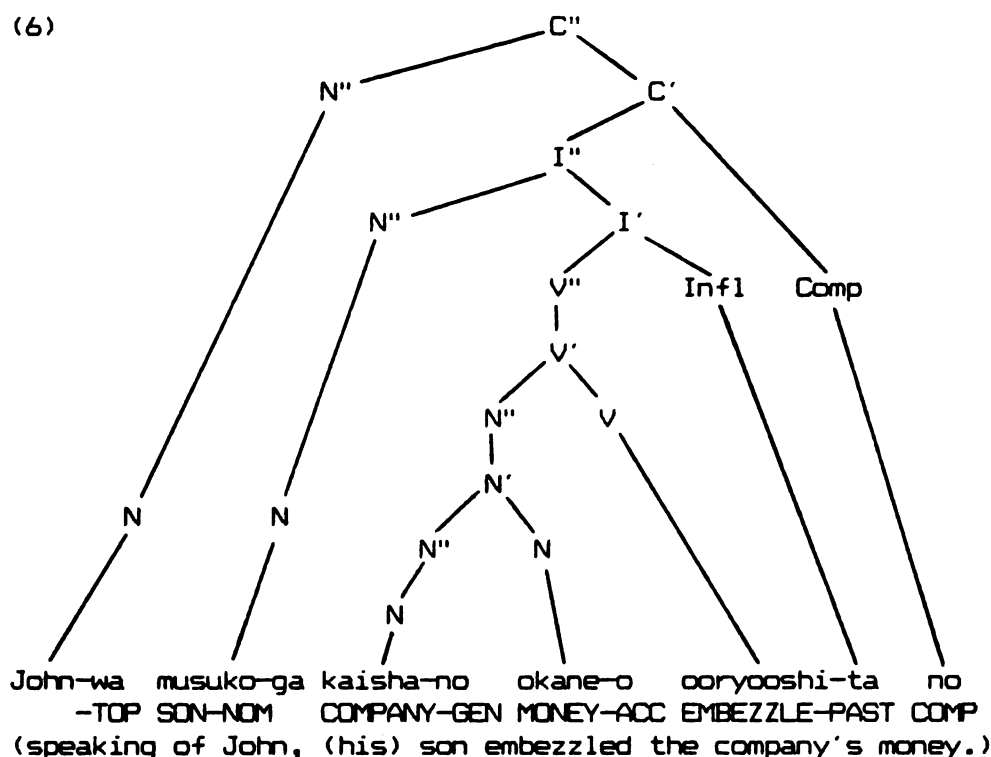 (6)
C"
N" C′
I"
N" I′
V" Infl Comp
V′
N" V
N′
N N
N" N
N
John-wa musuko-ga kaisha-no okane-o ooryooshi-ta no
-TOP SON-NOM COMPANY-GEN MONEY-ACC EMBEZZLE-PAST COMP
(speaking of John, (his) son embezzled the company's money.)